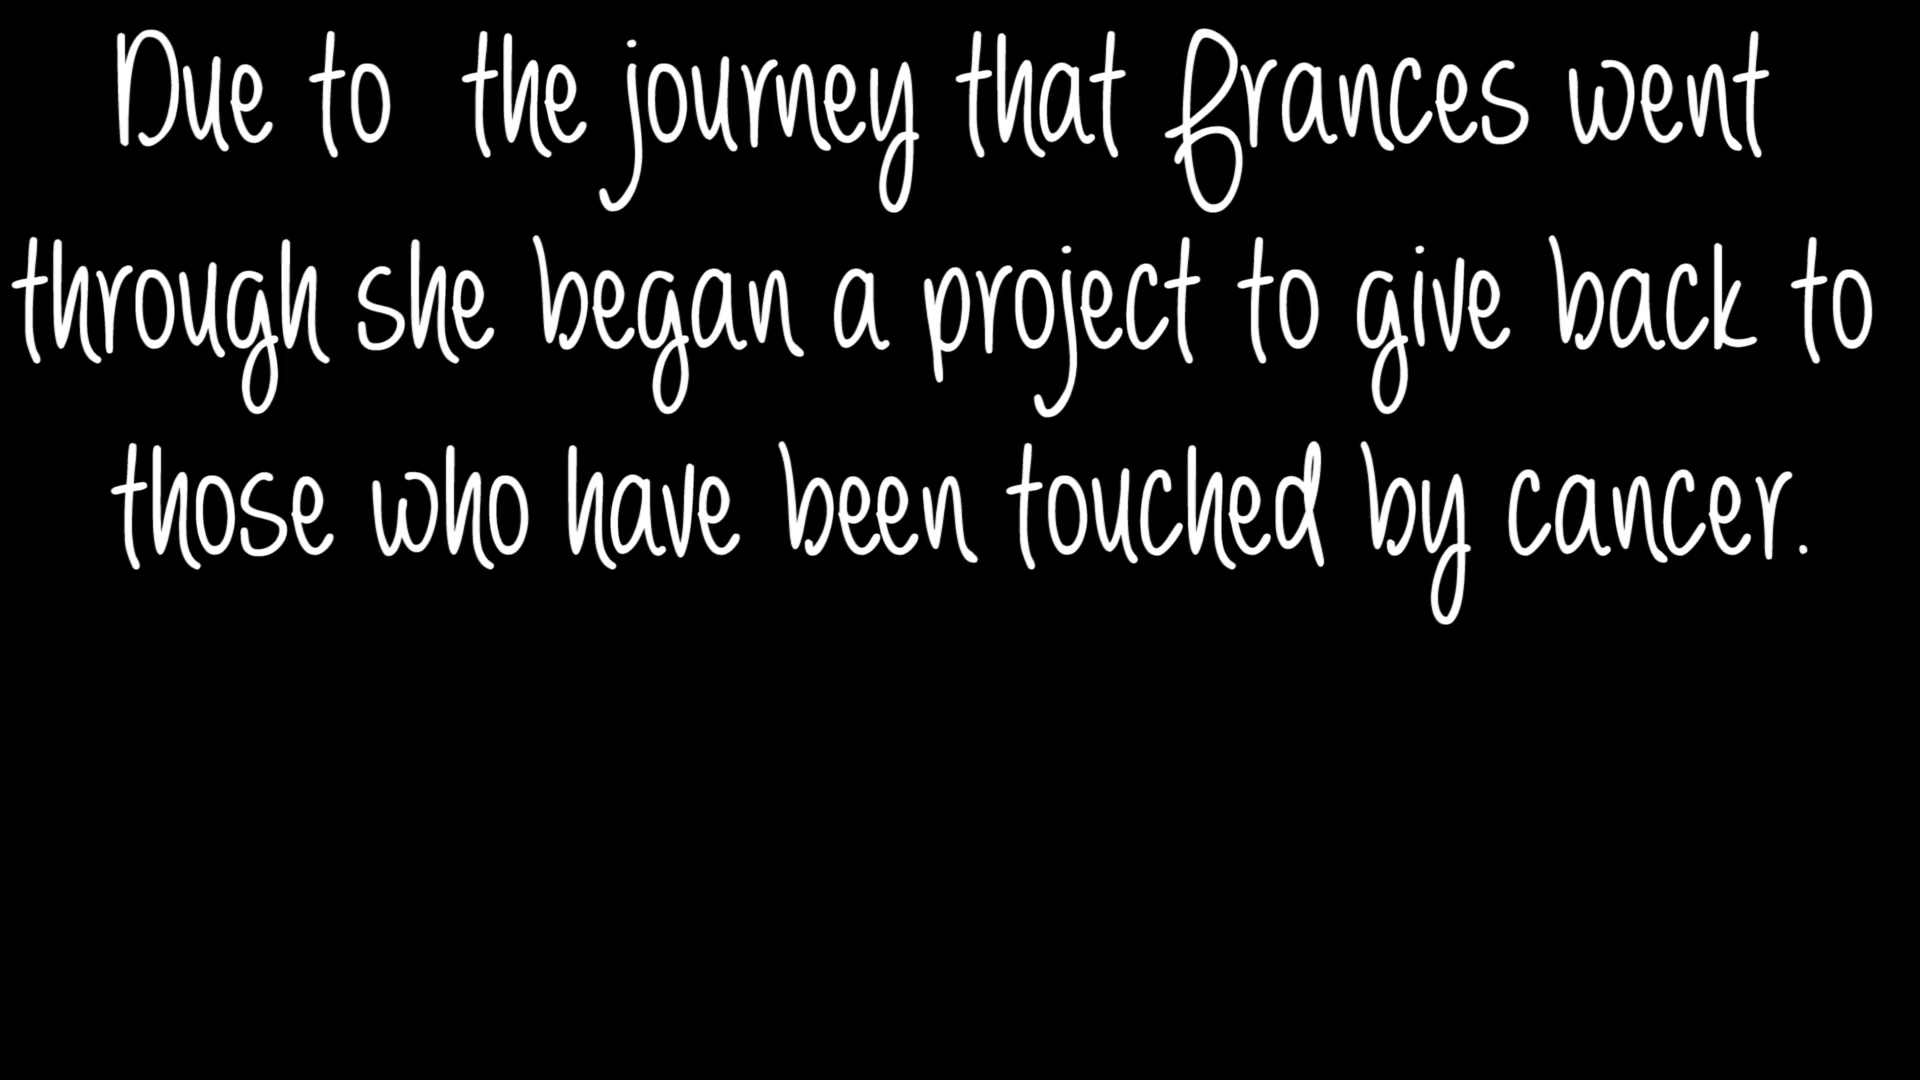 Due to the journey that Frances went
through she began a project to give back to
those who have been touched by cancer.